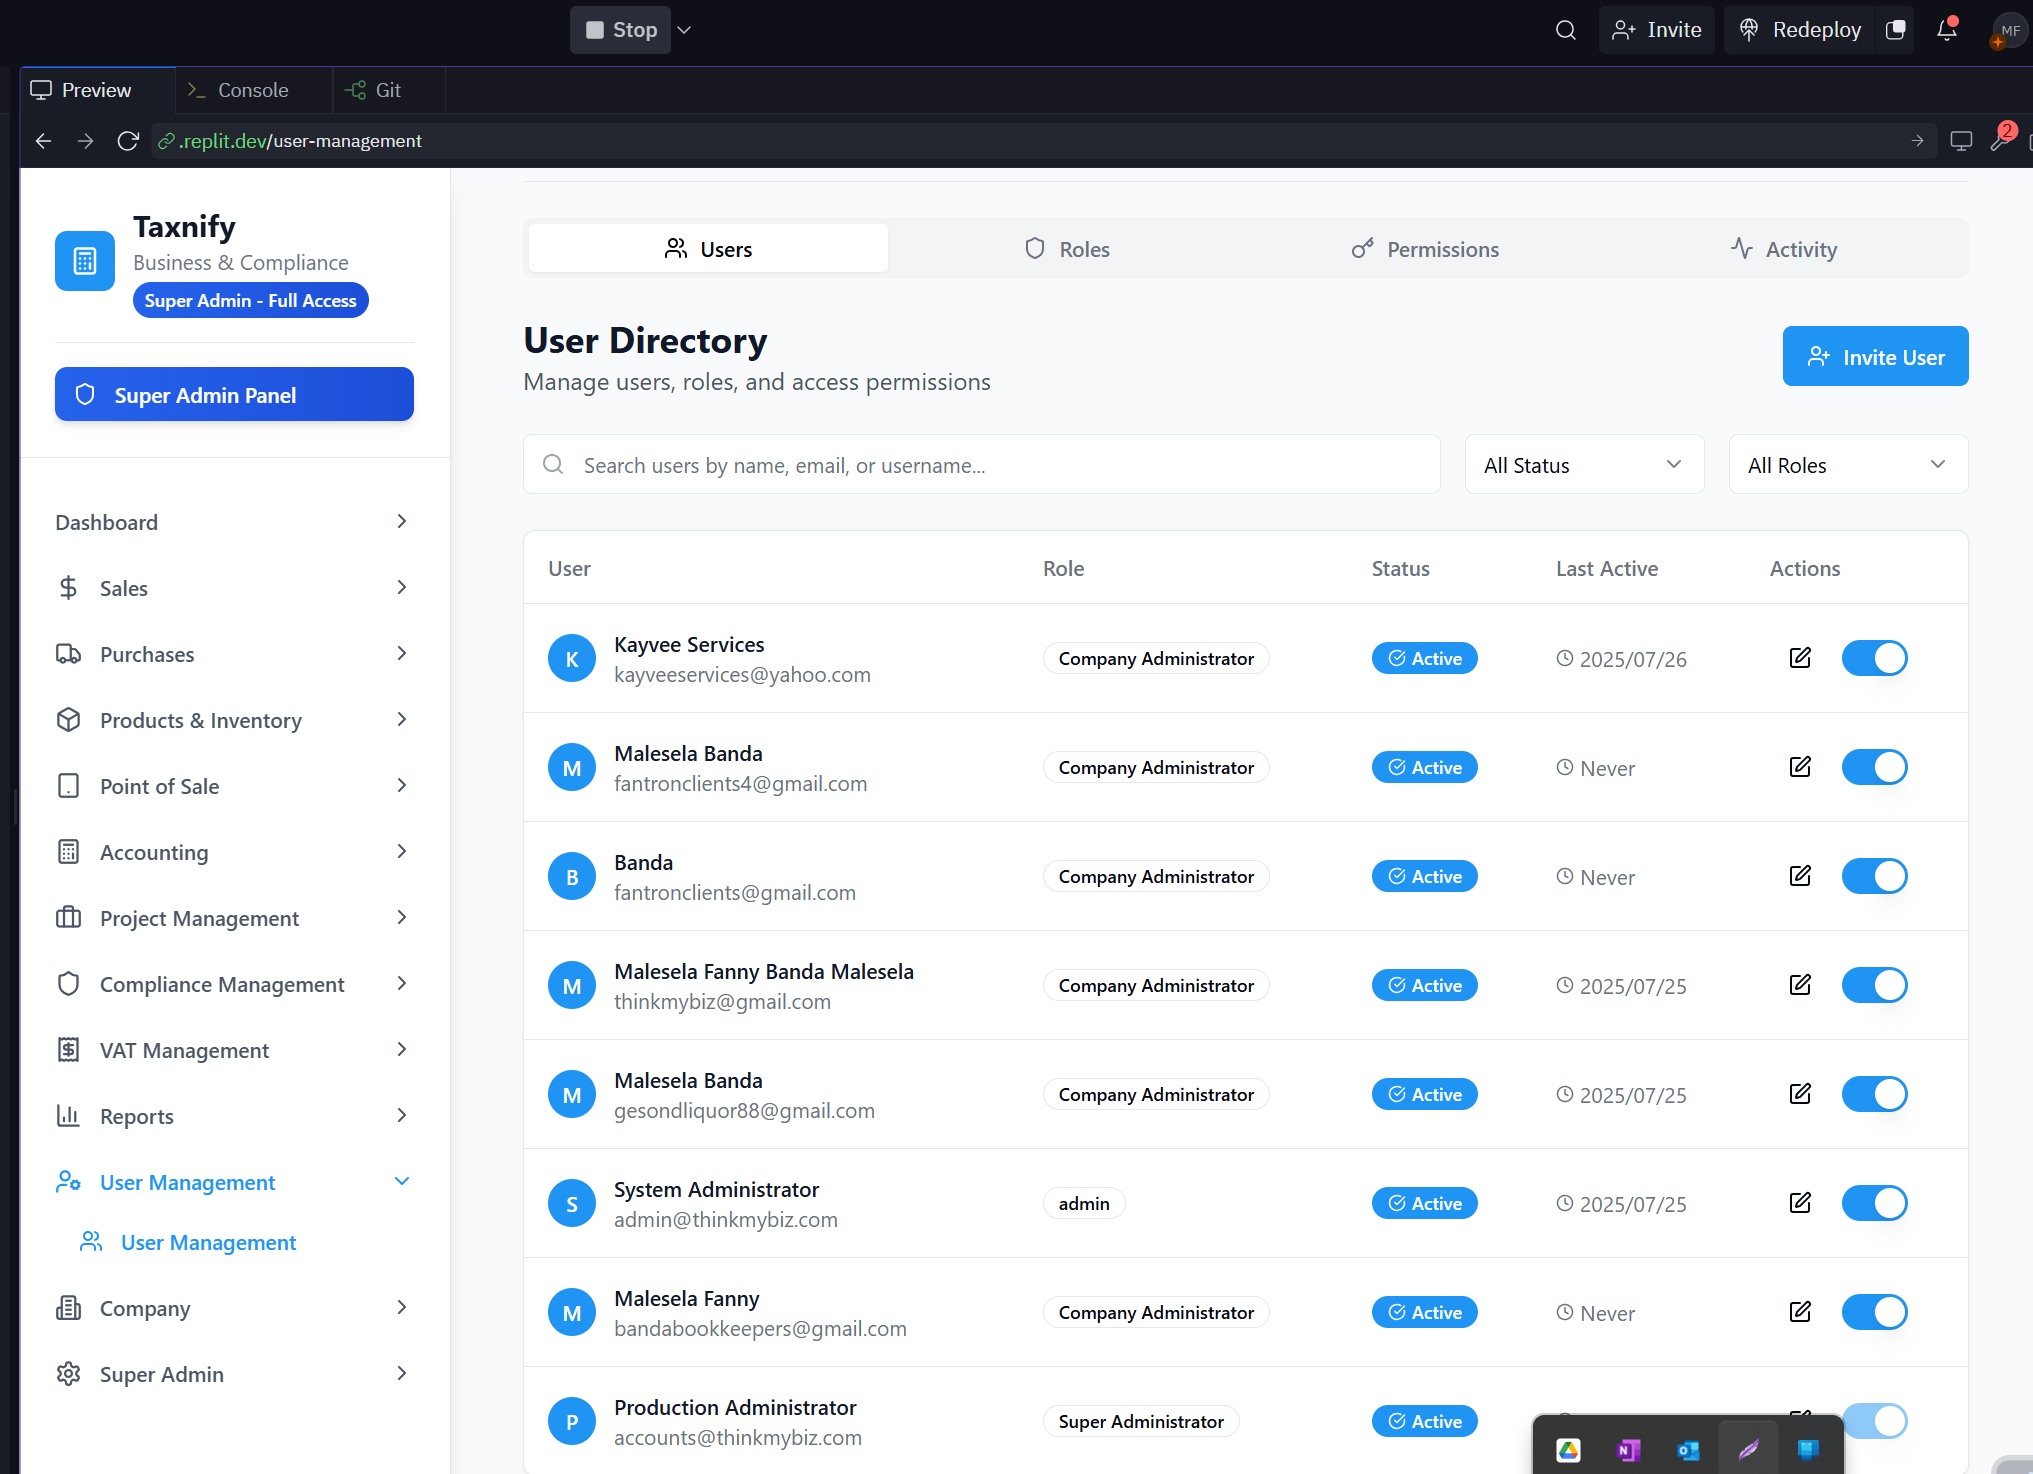 Stop
Invite
Redeploy
MF
Preview
Console
Git
.replit.dev/user-management
2
Taxnify
Business & Compliance
Super Admin - Full Access
Super Admin Panel
Dashboard
Sales
Purchases
Products & Inventory
Point of Sale
Accounting
Project Management
Compliance Management
VAT Management
Reports
User Management
User Management
Company
Super Admin
Users
Roles
Permissions
Activity
User Directory
Manage users, roles, and access permissions
Invite User
Search users by name, email, or username...
All Status
All Roles
User Role Status Last Active Actions
K Kayvee Services Company Administrator Active 2025/07/26
kayveeservices@yahoo.com
M Malesela Banda Company Administrator Active Never
fantronclients4@gmail.com
B Banda Company Administrator Active Never
fantronclients@gmail.com
M Malesela Fanny Banda Malesela Company Administrator Active 2025/07/25
thinkmybiz@gmail.com
M Malesela Banda Company Administrator Active 2025/07/25
gesondliquor88@gmail.com
S System Administrator admin Active 2025/07/25
admin@thinkmybiz.com
M Malesela Fanny Company Administrator Active Never
bandabookkeepers@gmail.com
P Production Administrator Super Administrator Active
accounts@thinkmybiz.com